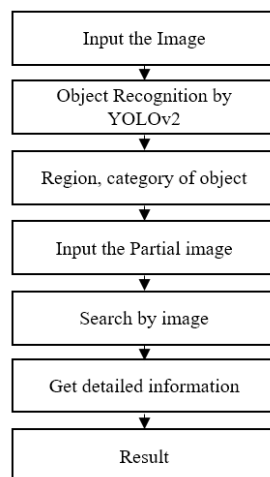 Input the Image
Object Recognition by
YOLOv2
Region, category of object
Input the Partial image
Search by image
Get detailed information
Result